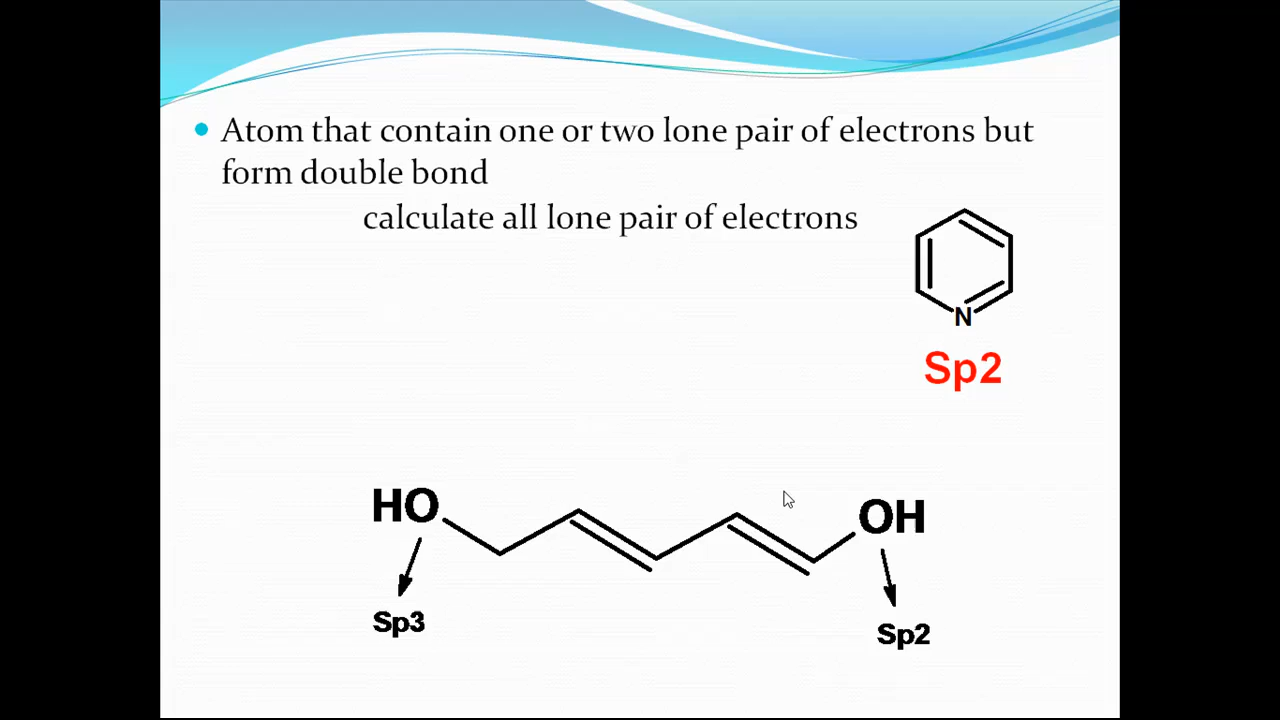 Atom that contain one or two lone pair of electrons but
form double bond
calculate all lone pair of electrons
N
Sp2
HO
OH
Sp3
Sp2